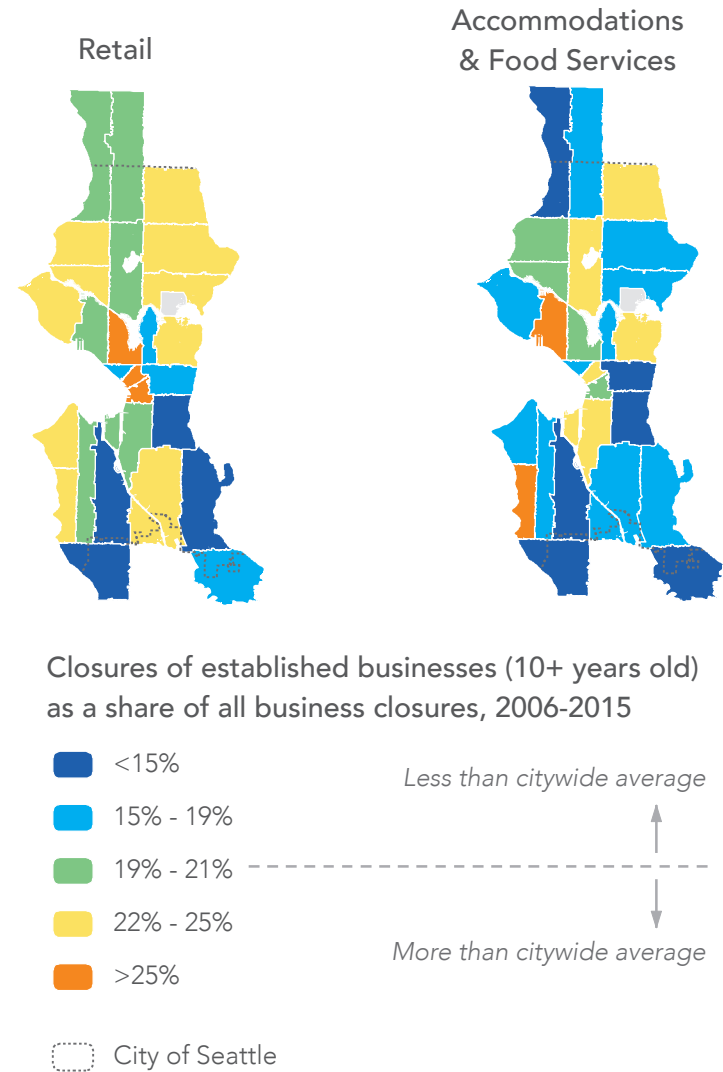 Retail
Accommodations
& Food Services
Closures of established businesses (10+ years old)
as a share of all business closures, 2006-2015
<15%
15% - 19%
19% - 21%
22% - 25%
>25%
Less than citywide average
More than citywide average
City of Seattle